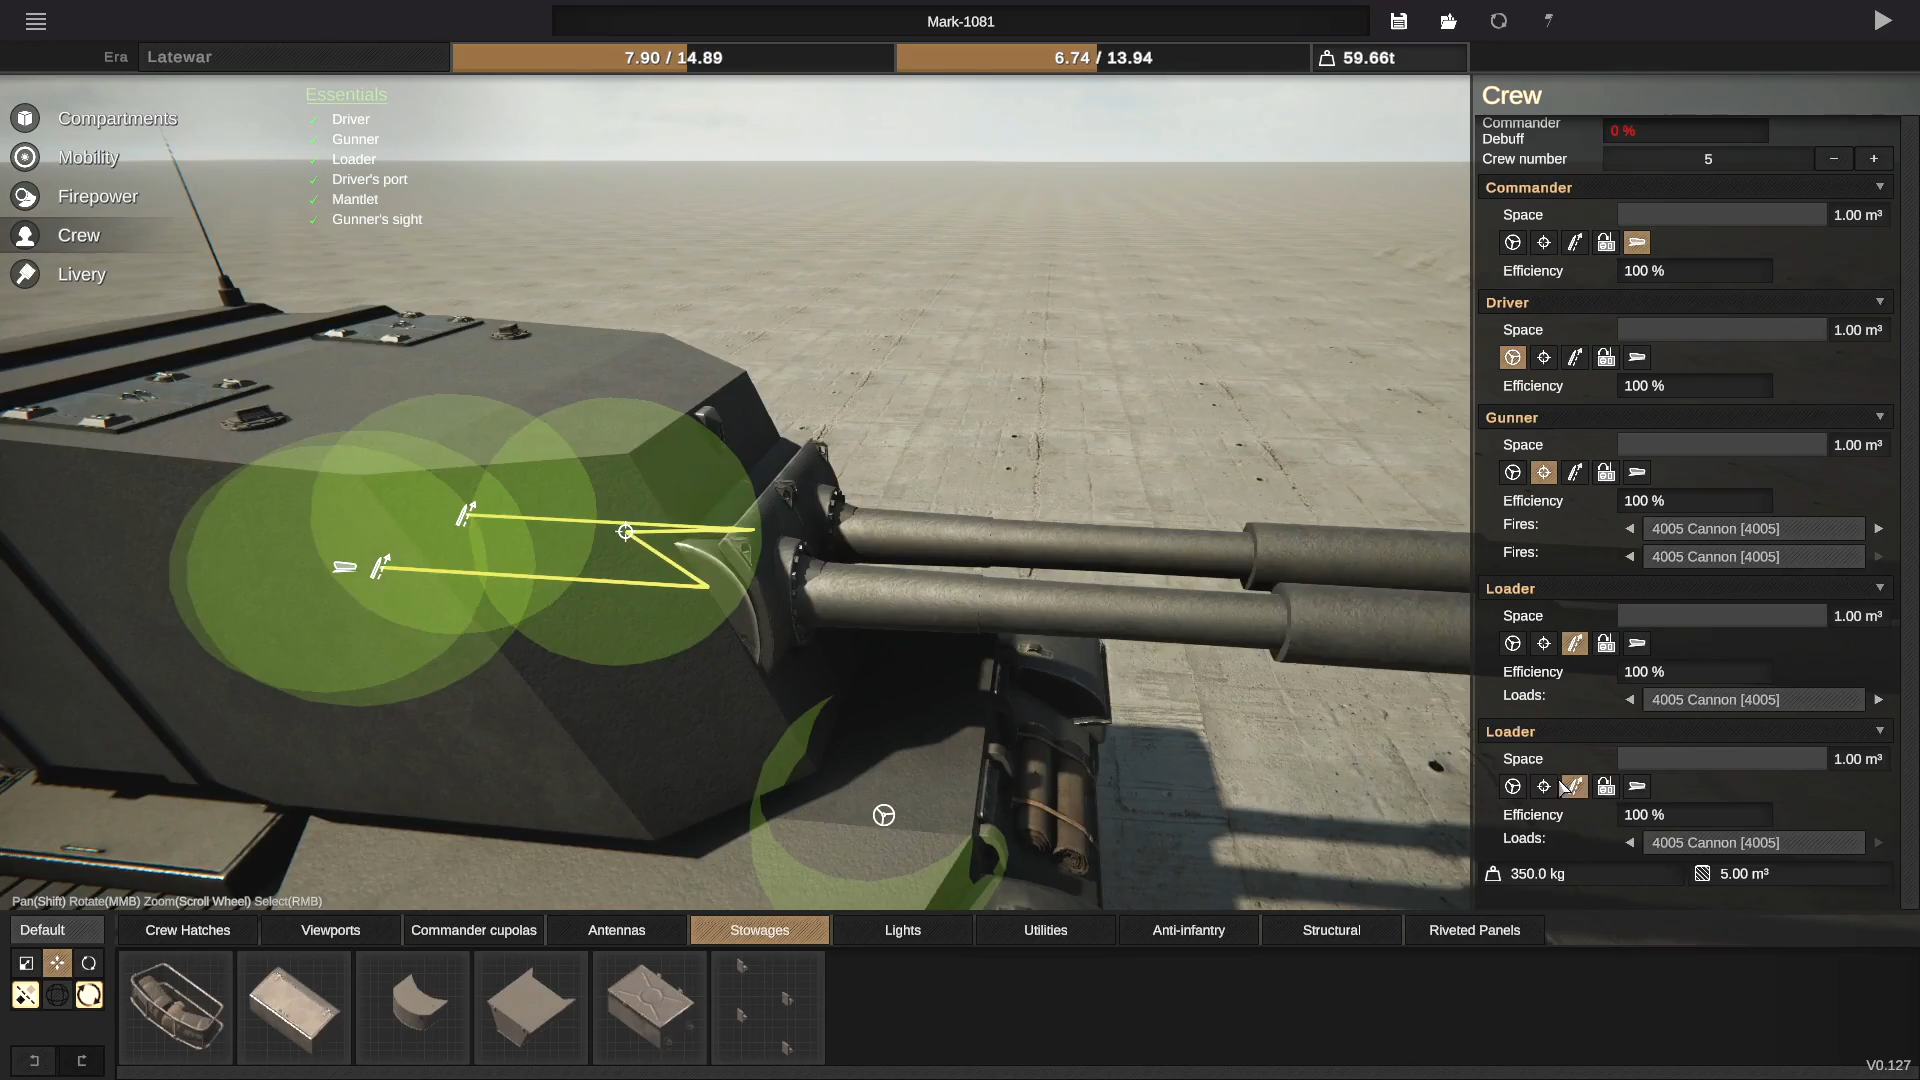 Mark-1081
Era
Latewar
7.90 / 14.89
6.74 / 13.94
59.66t
Compartments
Mobility
Firepower
Crew
Livery
Essentials
Driver
Gunner
Loader
Driver's port
Mantlet
Gunner's sight
Crew
Commander
Debuff
0 %
Crew number
5
−
+
Commander
Space
1.00 m³
Efficiency
100 %
Driver
Space
1.00 m³
Efficiency
100 %
Gunner
Space
1.00 m³
Efficiency
100 %
Fires:
4005 Cannon [4005]
Fires:
4005 Cannon [4005]
Loader
Space
1.00 m³
Efficiency
100 %
Loads:
4005 Cannon [4005]
Loader
Space
1.00 m³
Efficiency
100 %
Loads:
4005 Cannon [4005]
350.0 kg
5.00 m³
Pan(Shift) Rotate(MMB) Zoom(Scroll Wheel) Select(RMB)
Default
Crew Hatches
Viewports
Commander cupolas
Antennas
Stowages
Lights
Utilities
Anti-infantry
Structural
Riveted Panels
V0.127